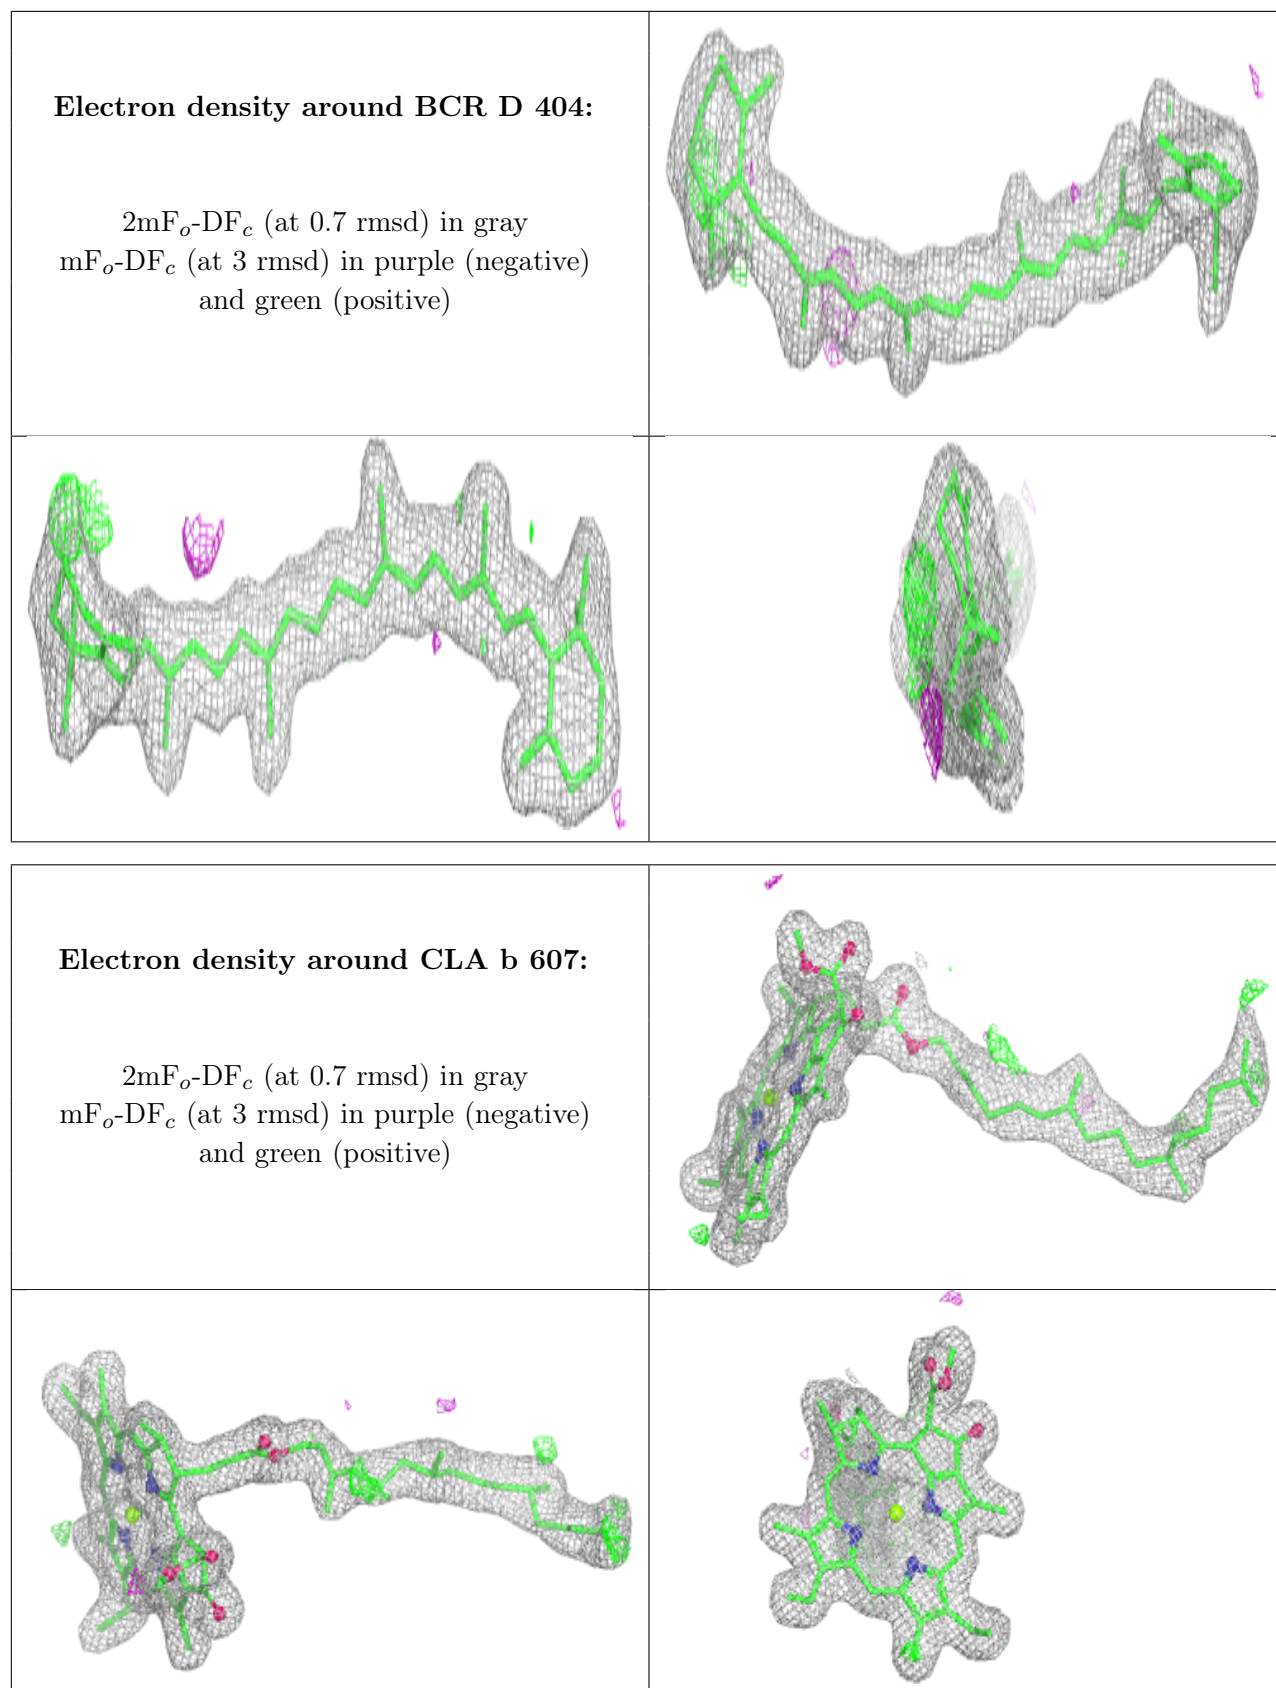 Electron density around BCR D 404:
2mFo-DFc (at 0.7 rmsd) in gray
mFo-DFc (at 3 rmsd) in purple (negative)
and green (positive)
Electron density around CLA b 607:
2mFo-DFc (at 0.7 rmsd) in gray
mFo-DFc (at 3 rmsd) in purple (negative)
and green (positive)